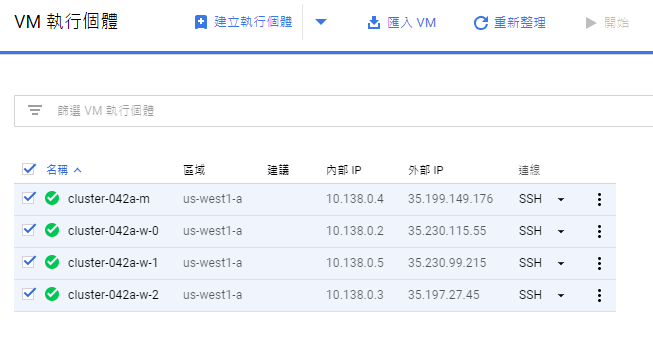 VM 執行個體 建立執行個體 匯入 VM 重新整理 開始
篩選 VM 執行個體
名稱 區域 建議 內部 IP 外部 IP 連線
cluster-042a-m us-west1-a 10.138.0.4 35.199.149.176 SSH
cluster-042a-w-0 us-west1-a 10.138.0.2 35.230.115.55 SSH
cluster-042a-w-1 us-west1-a 10.138.0.5 35.230.99.215 SSH
cluster-042a-w-2 us-west1-a 10.138.0.3 35.197.27.45 SSH